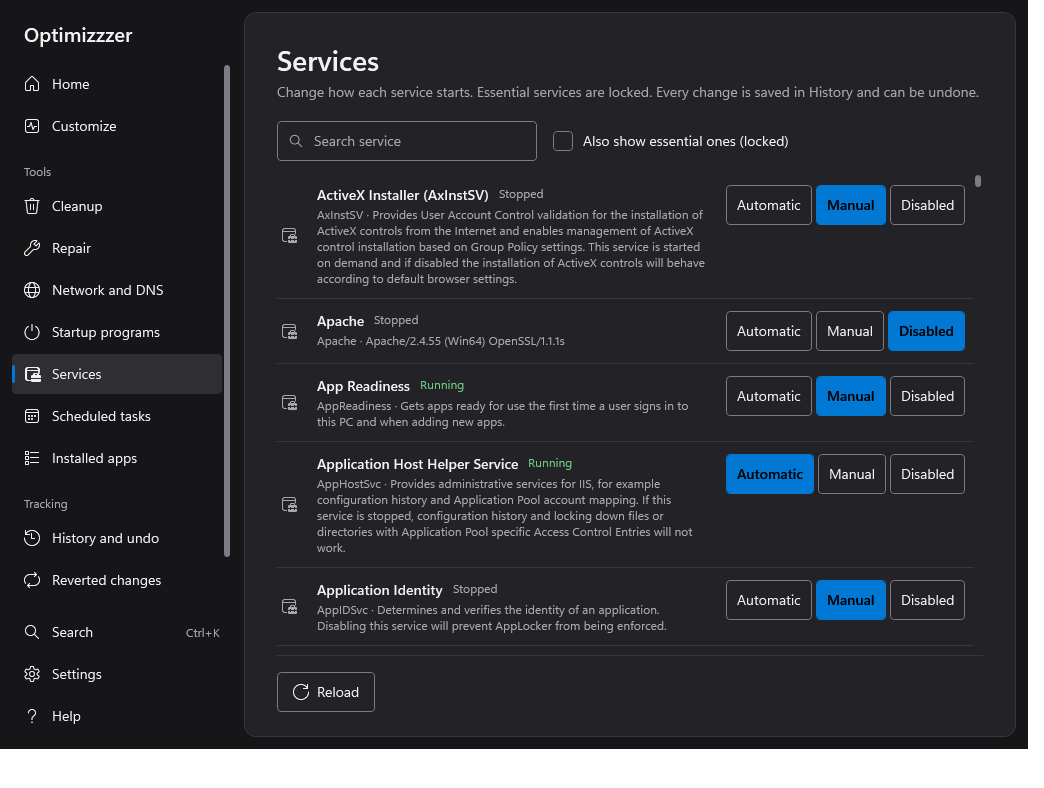 Optimizzzer
Home
Customize
Tools
Cleanup
Repair
Network and DNS
Startup programs
Services
Scheduled tasks
Installed apps
Tracking
History and undo
Reverted changes
Search Ctrl+K
Settings
Help
Services
Change how each service starts. Essential services are locked. Every change is saved in History and can be undone.
Search service
Also show essential ones (locked)
ActiveX Installer (AxInstSV) Stopped
AxInstSV · Provides User Account Control validation for the installation of
ActiveX controls from the Internet and enables management of ActiveX
control installation based on Group Policy settings. This service is started
on demand and if disabled the installation of ActiveX controls will behave
according to default browser settings.
Automatic Manual Disabled
Apache Stopped
Apache · Apache/2.4.55 (Win64) OpenSSL/1.1.1s
Automatic Manual Disabled
App Readiness Running
AppReadiness · Gets apps ready for use the first time a user signs in to
this PC and when adding new apps.
Automatic Manual Disabled
Application Host Helper Service Running
AppHostSvc · Provides administrative services for IIS, for example
configuration history and Application Pool account mapping. If this
service is stopped, configuration history and locking down files or
directories with Application Pool specific Access Control Entries will not
work.
Automatic Manual Disabled
Application Identity Stopped
AppIDSvc · Determines and verifies the identity of an application.
Disabling this service will prevent AppLocker from being enforced.
Automatic Manual Disabled
Reload